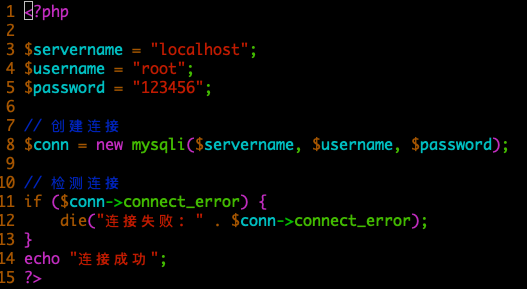 1 <?php
2
3 $servername = "localhost";
4 $username = "root";
5 $password = "123456";
6
7 // 创建连接
8 $conn = new mysqli($servername, $username, $password);
9
10 // 检测连接
11 if ($conn->connect_error) {
12     die("连接失败: " . $conn->connect_error);
13 }
14 echo "连接成功";
15 ?>